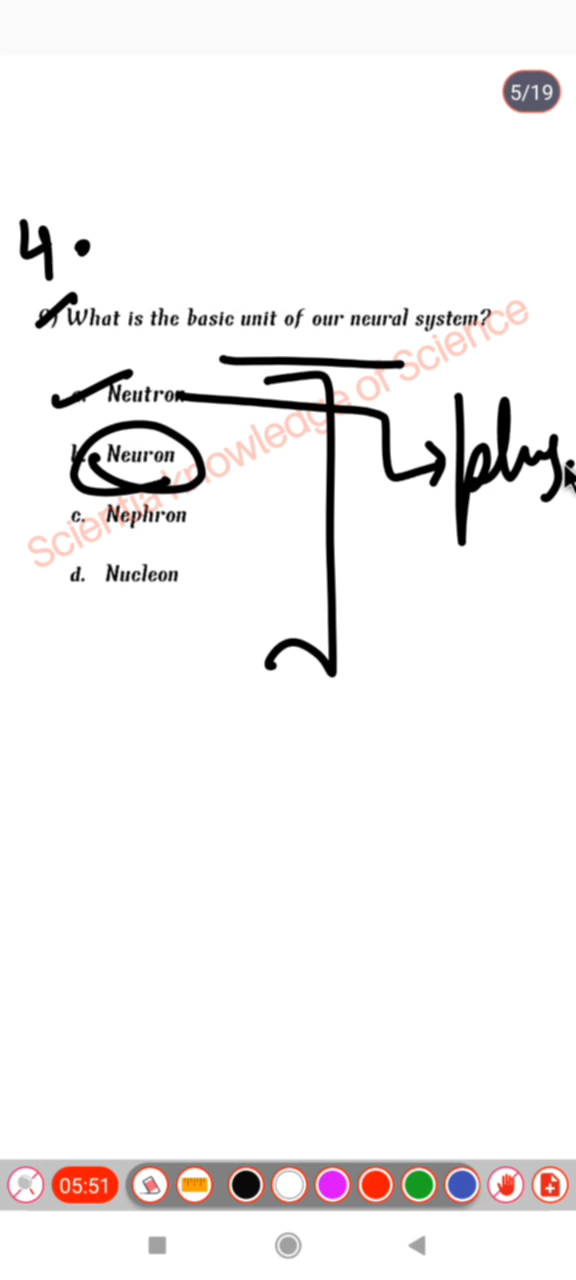 5/19
4.
What is the basic unit of our neural system?
Neutron
Neuron
c. Nephron
d. Nucleon
Scientia knowledge of Science
phy.
05:51